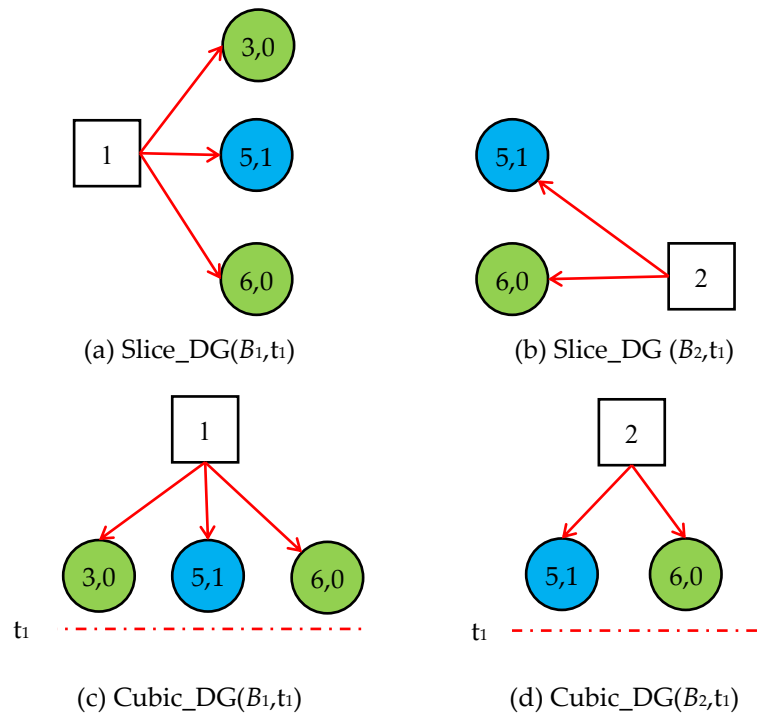 3,0
1
5,1
6,0
(a) Slice_DG(B1,t1)
5,1
6,0
2
(b) Slice_DG (B2,t1)
1
3,0
5,1
6,0
t1
(c) Cubic_DG(B1,t1)
2
5,1
6,0
t1
(d) Cubic_DG(B2,t1)